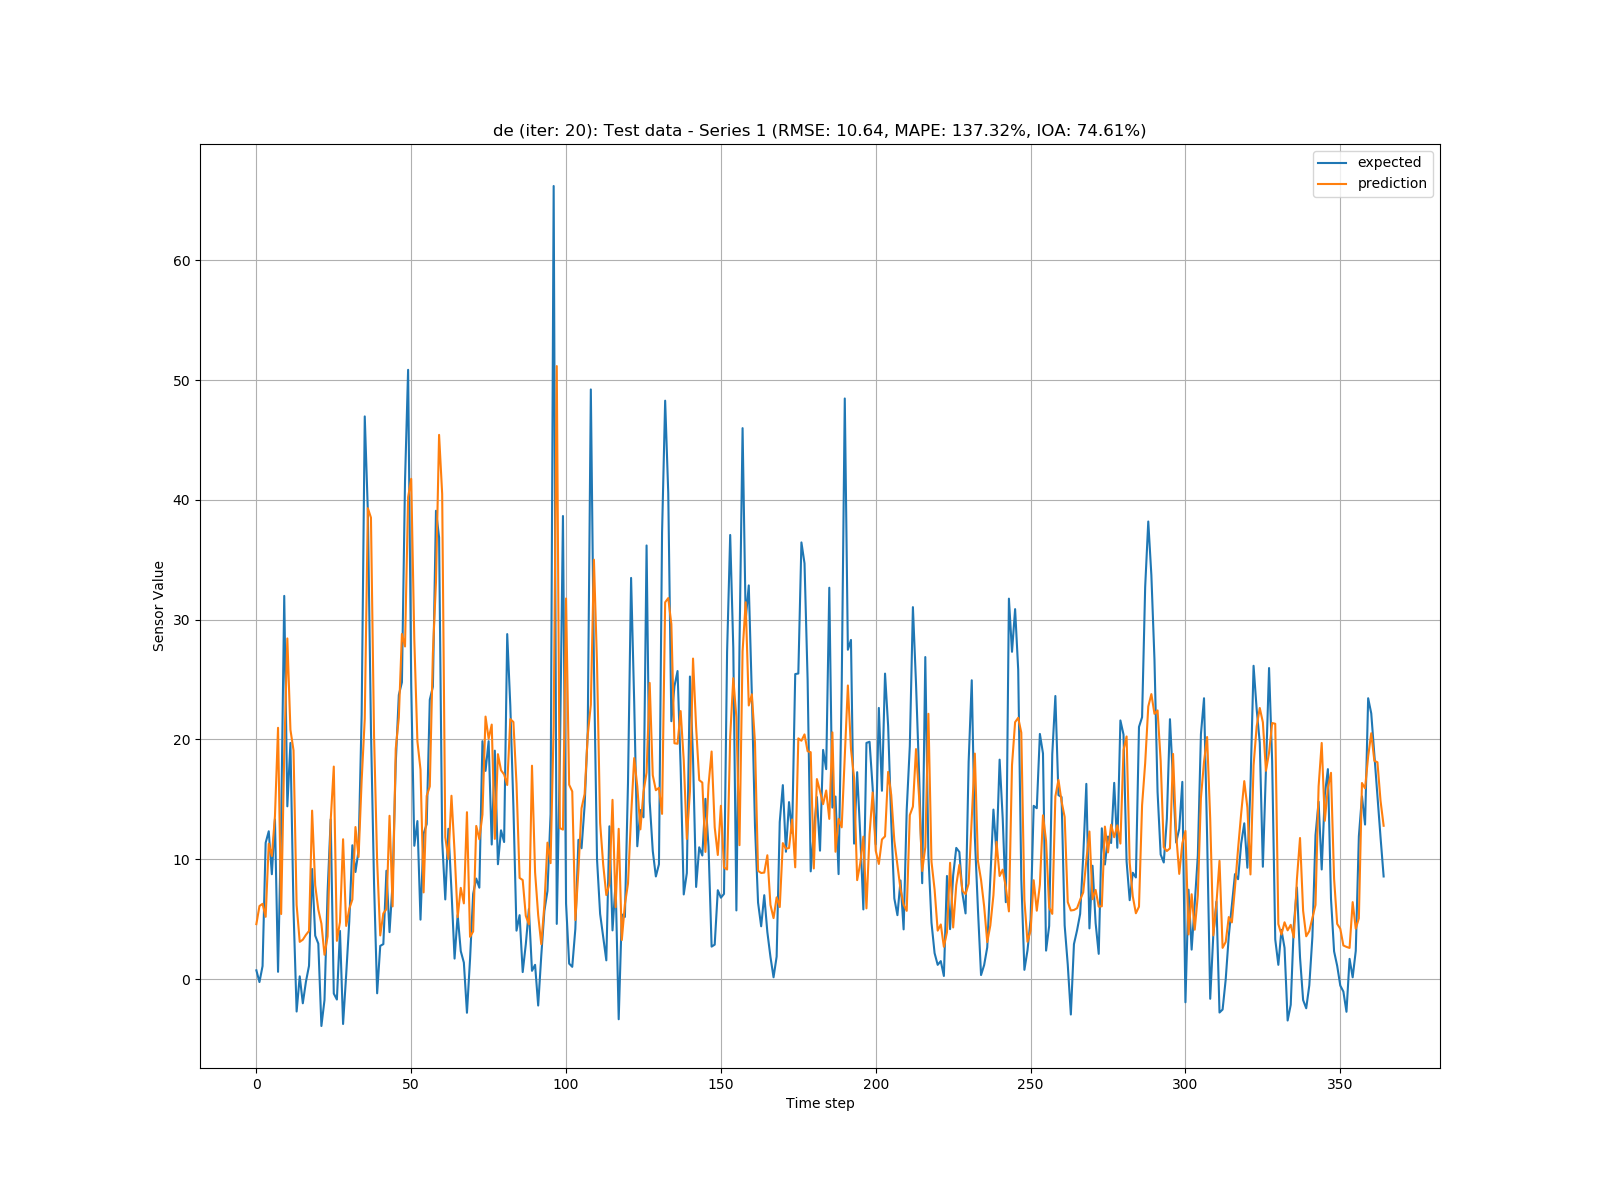 de (iter: 20): Test data - Series 1 (RMSE: 10.64, MAPE: 137.32%, IOA: 74.61%)
expected
prediction
60
50
40
30
20
10
0
Sensor Value
0 50 100 150 200 250 300 350
Time step